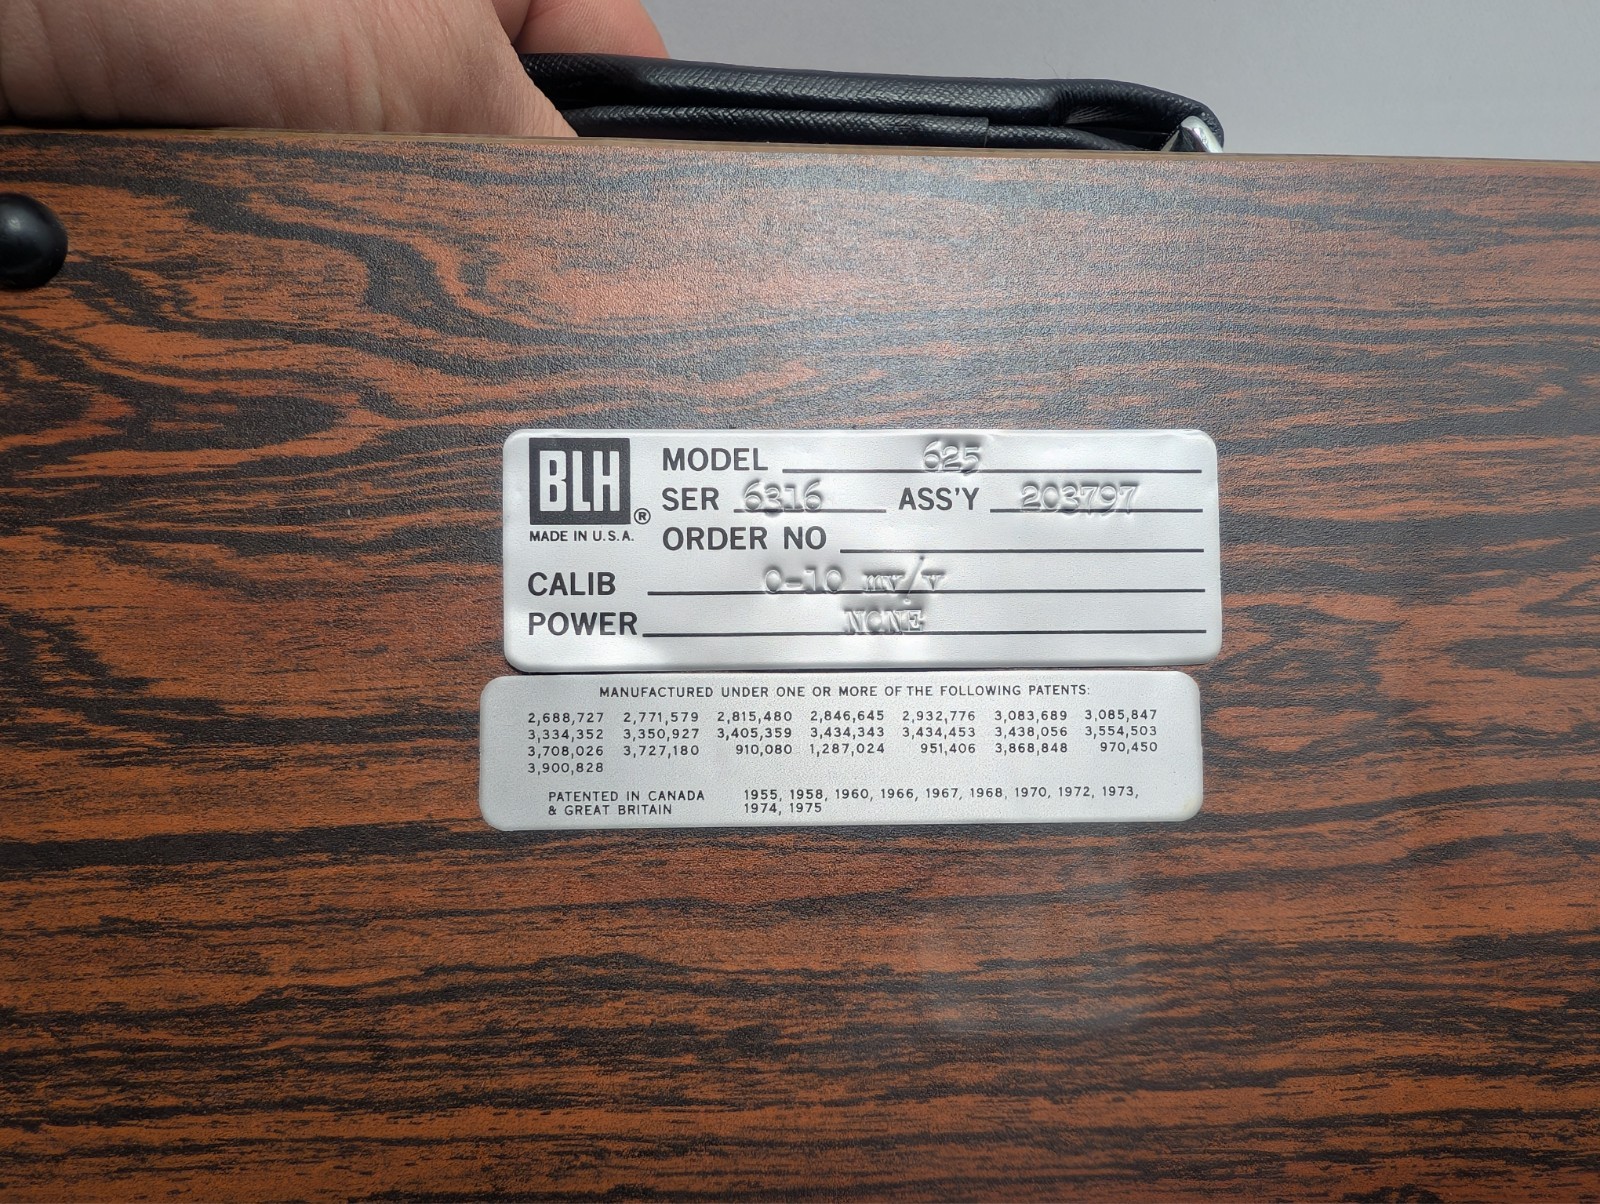 BLH®
MADE IN U.S.A.
MODEL 625
SER 6316 ASS'Y 203797
ORDER NO
CALIB 0-10 mv/v
POWER NONE
MANUFACTURED UNDER ONE OR MORE OF THE FOLLOWING PATENTS:
2,688,727 2,771,579 2,815,480 2,846,645 2,932,776 3,083,689 3,085,847
3,334,352 3,350,927 3,405,359 3,434,343 3,434,453 3,438,056 3,554,503
3,708,026 3,727,180 910,080 1,287,024 951,406 3,868,848 970,450
3,900,828
PATENTED IN CANADA 1955, 1958, 1960, 1966, 1967, 1968, 1970, 1972, 1973,
& GREAT BRITAIN 1974, 1975